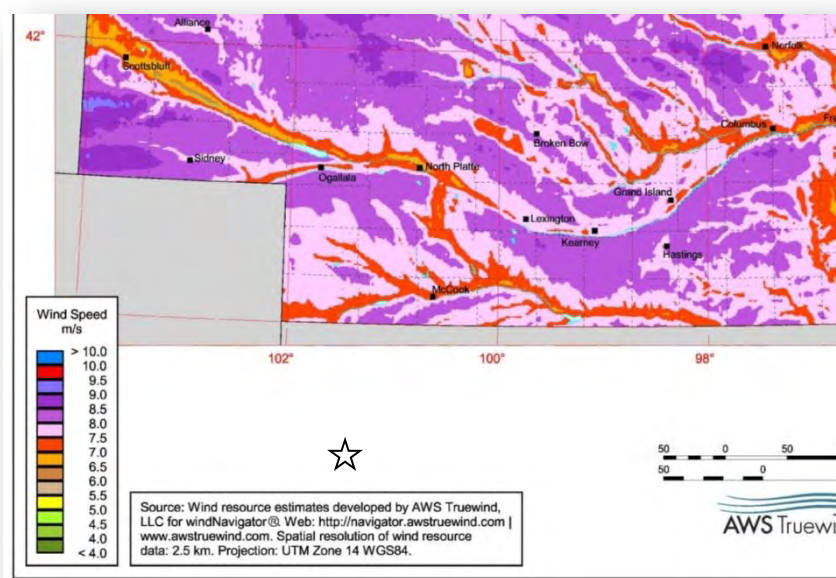 42°
Alliance
Scottsbluff
Sidney
Ogallala
North Platte
Broken Bow
Norfolk
Columbus
Fre
Grand Island
Lexington
Kearney
Hastings
McCook
102°
100°
98°
Wind Speed
m/s
> 10.0
10.0
9.5
9.0
8.5
8.0
7.5
7.0
6.5
6.0
5.5
5.0
4.5
4.0
< 4.0
50 0 50
50 0
Source: Wind resource estimates developed by AWS Truewind,
LLC for windNavigator®. Web: http://navigator.awstruewind.com |
www.awstruewind.com. Spatial resolution of wind resource
data: 2.5 km. Projection: UTM Zone 14 WGS84.
AWS Truewin